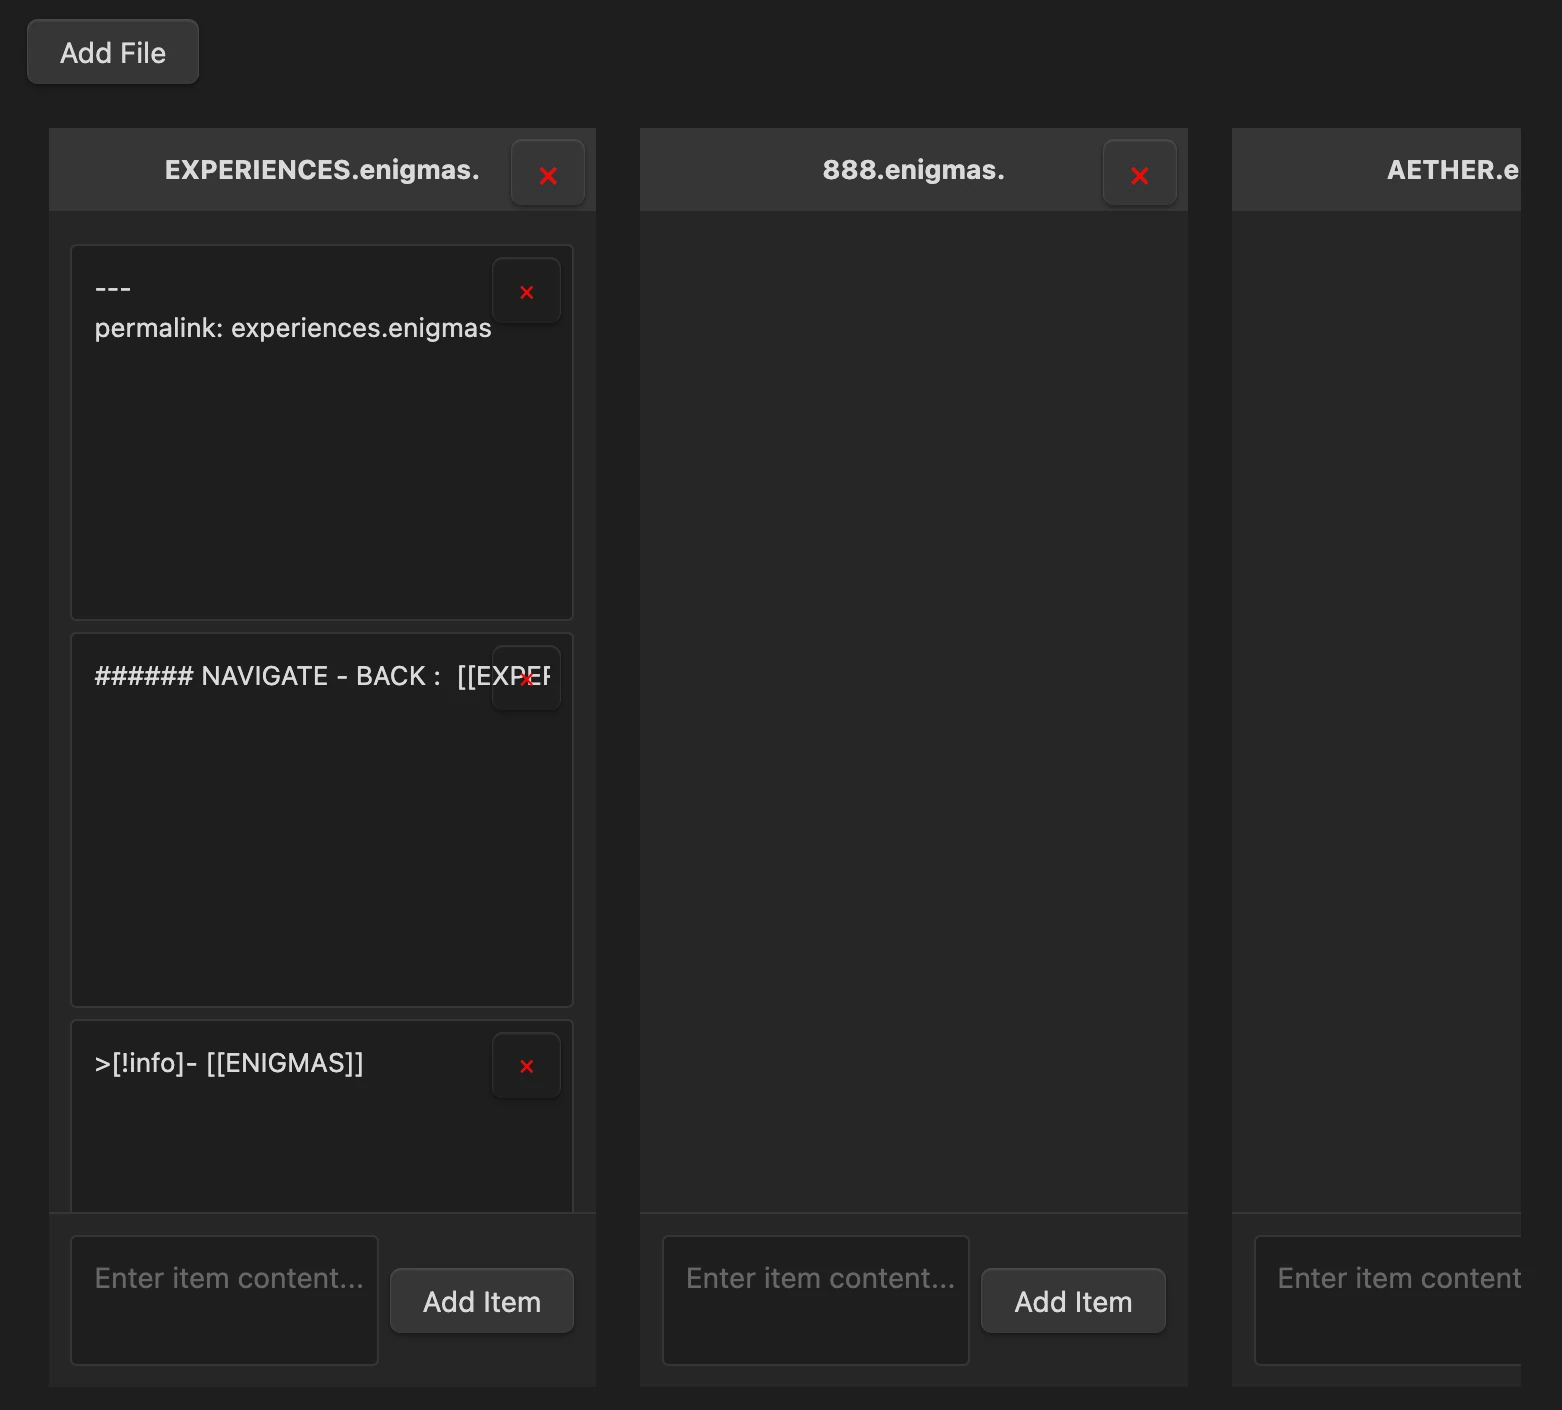 Add File
EXPERIENCES.enigmas.
×
---
permalink: experiences.enigmas
×
###### NAVIGATE - BACK :  [[EXPER
×
>[!info]- [[ENIGMAS]]
×
Enter item content...
Add Item
888.enigmas.
×
Enter item content...
Add Item
AETHER.e
Enter item content